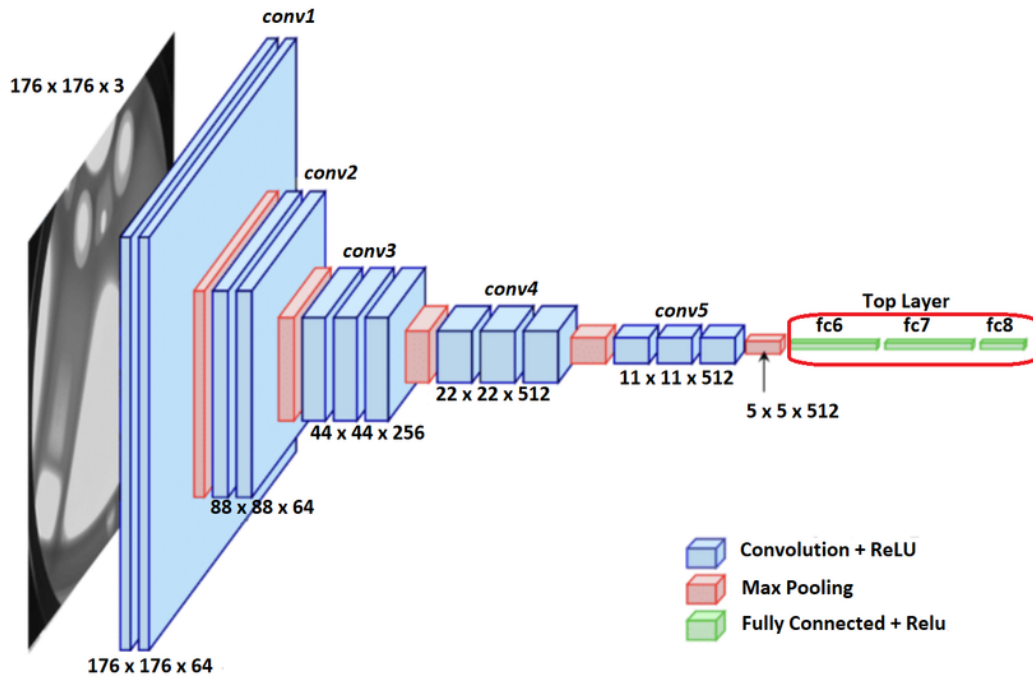 conv1
176 x 176 x 3
conv2
conv3
conv4
conv5
Top Layer
fc6 fc7 fc8
11 x 11 x 512
22 x 22 x 512
5 x 5 x 512
44 x 44 x 256
88 x 88 x 64
Convolution + ReLU
Max Pooling
Fully Connected + Relu
176 x 176 x 64